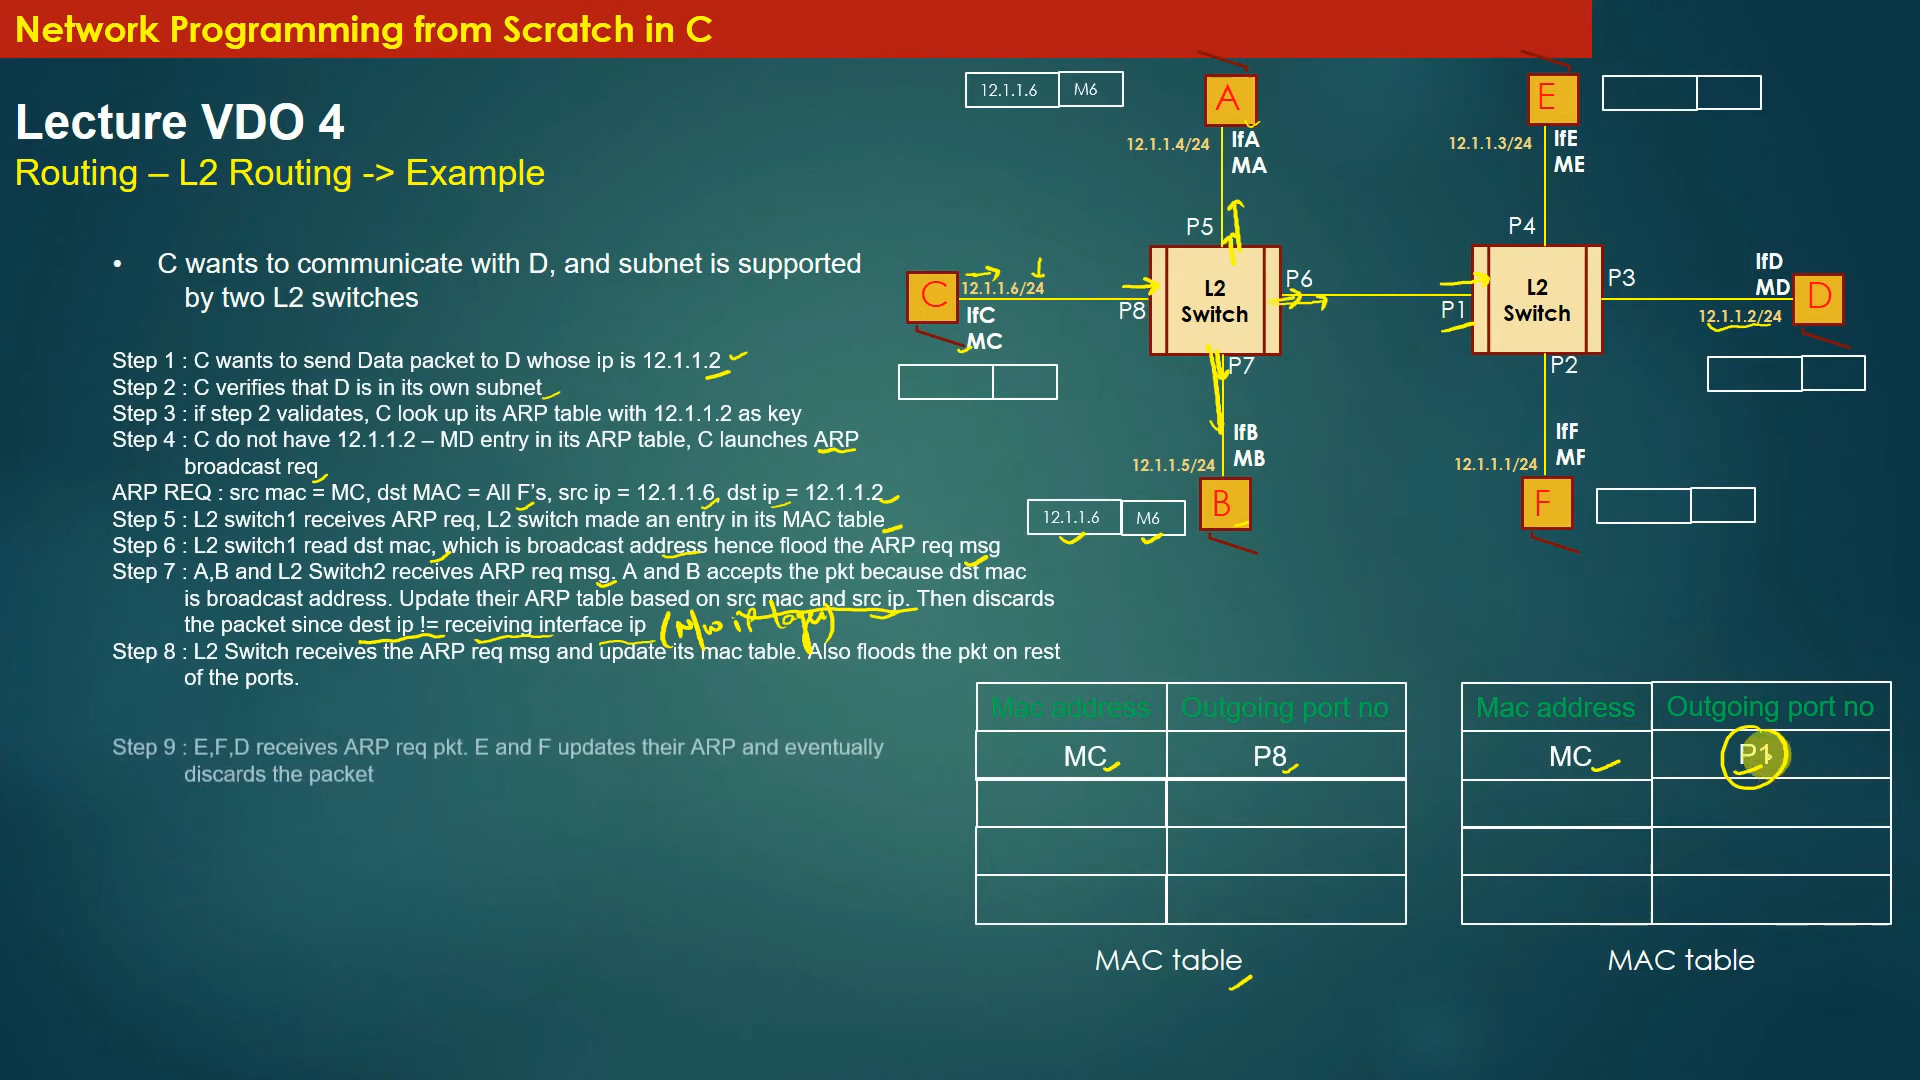 Network Programming from Scratch in C
Lecture VDO 4
Routing – L2 Routing -> Example
• C wants to communicate with D, and subnet is supported
by two L2 switches
Step 1 : C wants to send Data packet to D whose ip is 12.1.1.2
Step 2 : C verifies that D is in its own subnet
Step 3 : if step 2 validates, C look up its ARP table with 12.1.1.2 as key
Step 4 : C do not have 12.1.1.2 – MD entry in its ARP table, C launches ARP
broadcast req
ARP REQ : src mac = MC, dst MAC = All F's, src ip = 12.1.1.6, dst ip = 12.1.1.2
Step 5 : L2 switch1 receives ARP req, L2 switch made an entry in its MAC table
Step 6 : L2 switch1 read dst mac, which is broadcast address hence flood the ARP req msg
Step 7 : A,B and L2 Switch2 receives ARP req msg. A and B accepts the pkt because dst mac
is broadcast address. Update their ARP table based on src mac and src ip. Then discards
the packet since dest ip != receiving interface ip
Step 8 : L2 Switch receives the ARP req msg and update its mac table. Also floods the pkt on rest
of the ports.
Step 9 : E,F,D receives ARP req pkt. E and F updates their ARP and eventually
discards the packet
12.1.1.6 M6
A
12.1.1.4/24 IfA
MA
E
12.1.1.3/24 IfE
ME
P5
P4
C
12.1.1.6/24
IfC
MC
P8
L2
Switch
P6
P7
P1
L2
Switch
P3
P2
IfD
MD
D
12.1.1.2/24
IfB
12.1.1.5/24 MB
B
12.1.1.6 M6
IfF
12.1.1.1/24 MF
F
Mac address Outgoing port no
MC P8
MAC table
Mac address Outgoing port no
MC P1
MAC table